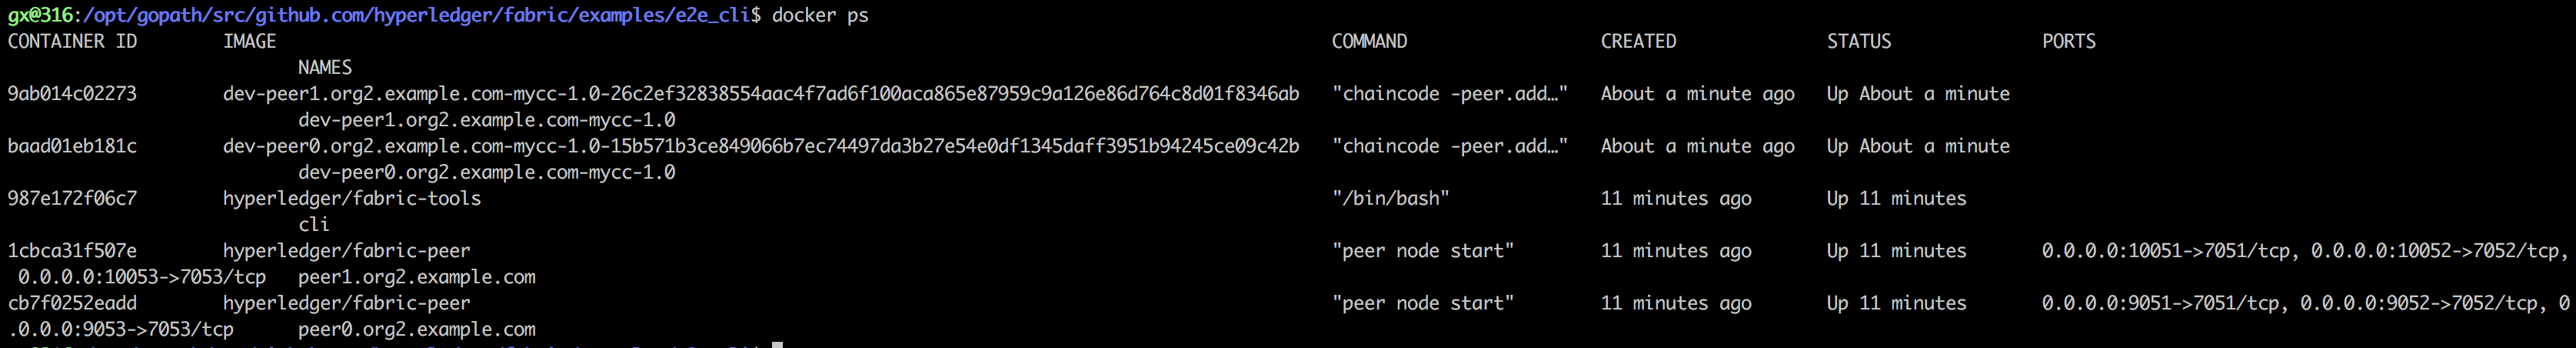 gx@316:/opt/gopath/src/github.com/hyperledger/fabric/examples/e2e_cli$ docker ps
CONTAINER ID IMAGE COMMAND CREATED STATUS PORTS
NAMES
9ab014c02273 dev-peer1.org2.example.com-mycc-1.0-26c2ef32838554aac4f7ad6f100aca865e87959c9a126e86d764c8d01f8346ab "chaincode -peer.add…" About a minute ago Up About a minute
dev-peer1.org2.example.com-mycc-1.0
baad01eb181c dev-peer0.org2.example.com-mycc-1.0-15b571b3ce849066b7ec74497da3b27e54e0df1345daff3951b94245ce09c42b "chaincode -peer.add…" About a minute ago Up About a minute
dev-peer0.org2.example.com-mycc-1.0
987e172f06c7 hyperledger/fabric-tools "/bin/bash" 11 minutes ago Up 11 minutes
cli
1cbca31f507e hyperledger/fabric-peer "peer node start" 11 minutes ago Up 11 minutes 0.0.0.0:10051->7051/tcp, 0.0.0.0:10052->7052/tcp,
0.0.0.0:10053->7053/tcp peer1.org2.example.com
cb7f0252eadd hyperledger/fabric-peer "peer node start" 11 minutes ago Up 11 minutes 0.0.0.0:9051->7051/tcp, 0.0.0.0:9052->7052/tcp, 0
.0.0.0:9053->7053/tcp peer0.org2.example.com